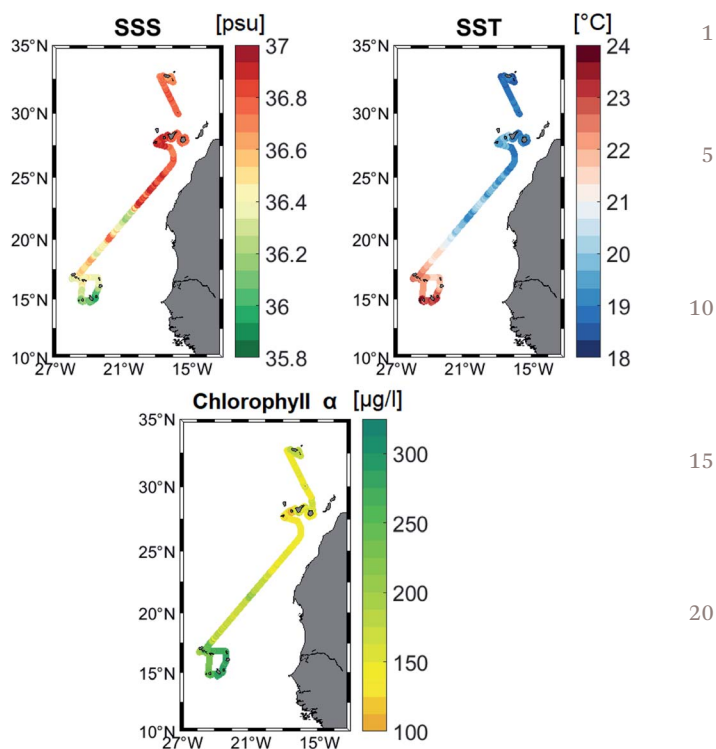 SSS [psu]
35°N
30°N
25°N
20°N
15°N
10°N
27°W 21°W 15°W
37
36.8
36.6
36.4
36.2
36
35.8
SST [°C]
35°N
30°N
25°N
20°N
15°N
10°N
27°W 21°W 15°W
24
23
22
21
20
19
18
Chlorophyll α [µg/l]
35°N
30°N
25°N
20°N
15°N
10°N
27°W 21°W 15°W
300
250
200
150
100
1
5
10
15
20